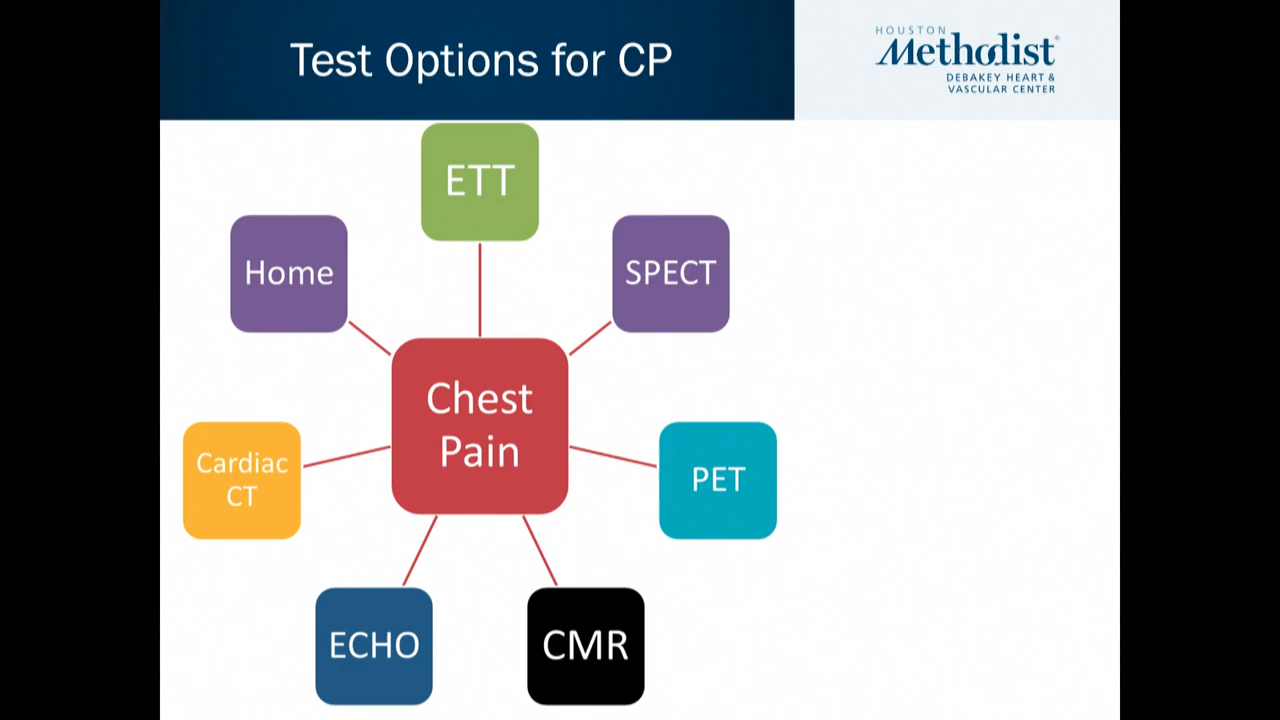 Test Options for CP
HOUSTON
Methodist
DEBAKEY HEART &
VASCULAR CENTER
ETT
Home
SPECT
Chest
Pain
Cardiac
CT
PET
ECHO
CMR